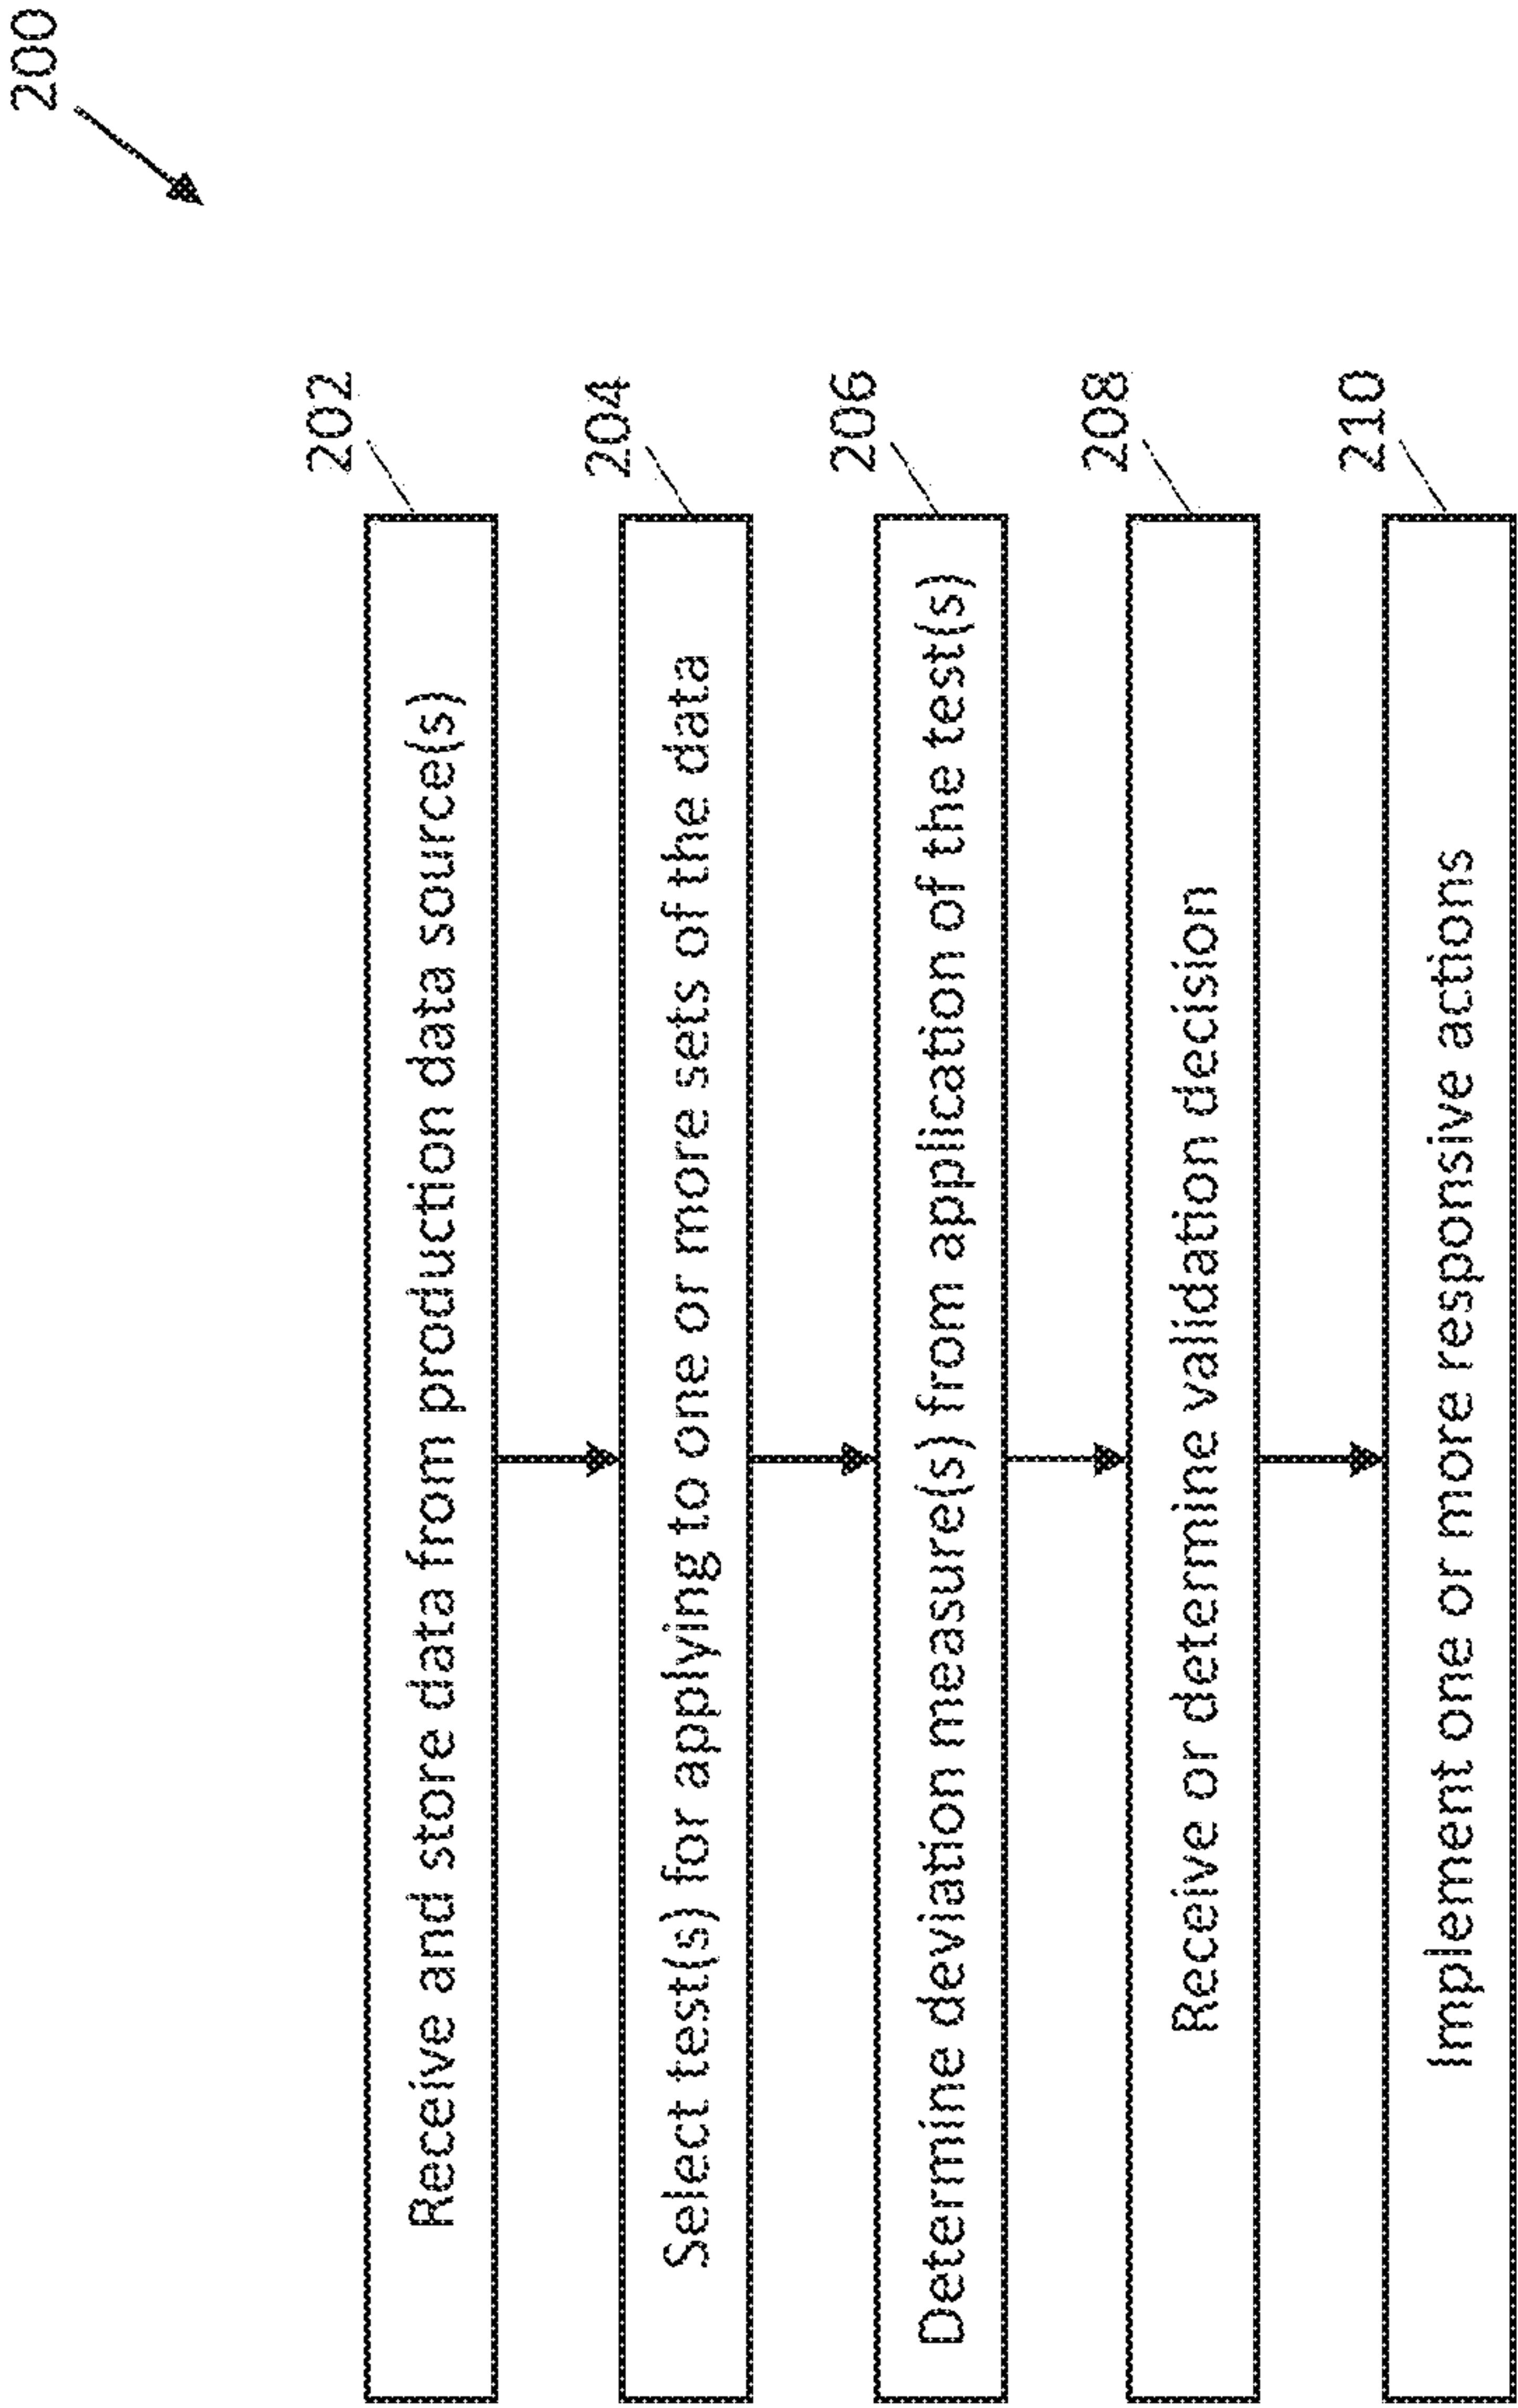 200
202
Receive and store data from production data source(s)
204
Select test(s) for applying to one or more sets of the data
206
Determine deviation measure(s) from application of the test(s)
208
Receive or determine validation decision
210
Implement one or more responsive actions